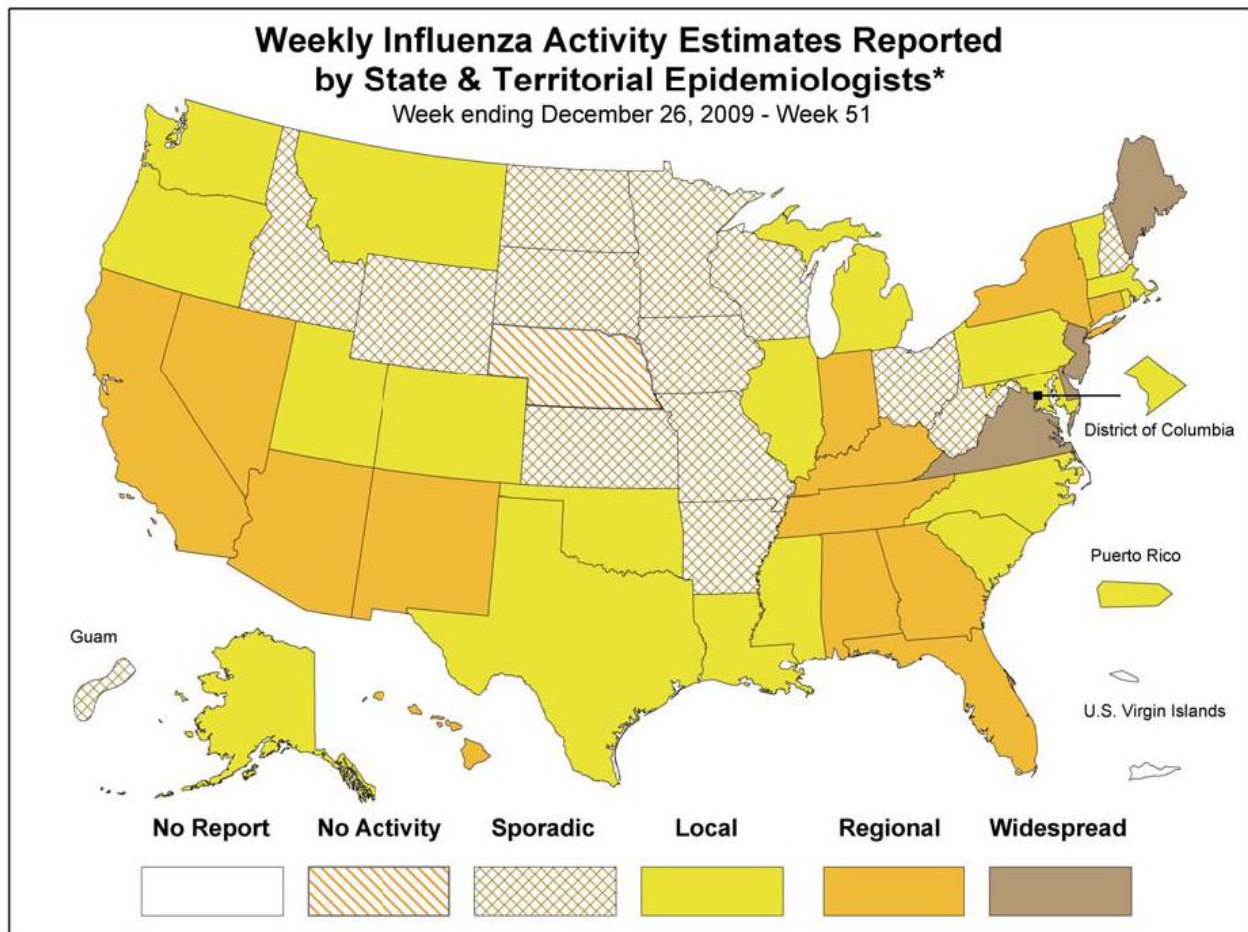 Weekly Influenza Activity Estimates Reported
by State & Territorial Epidemiologists*
Week ending December 26, 2009 - Week 51
District of Columbia
Puerto Rico
Guam
U.S. Virgin Islands
No Report No Activity Sporadic Local Regional Widespread